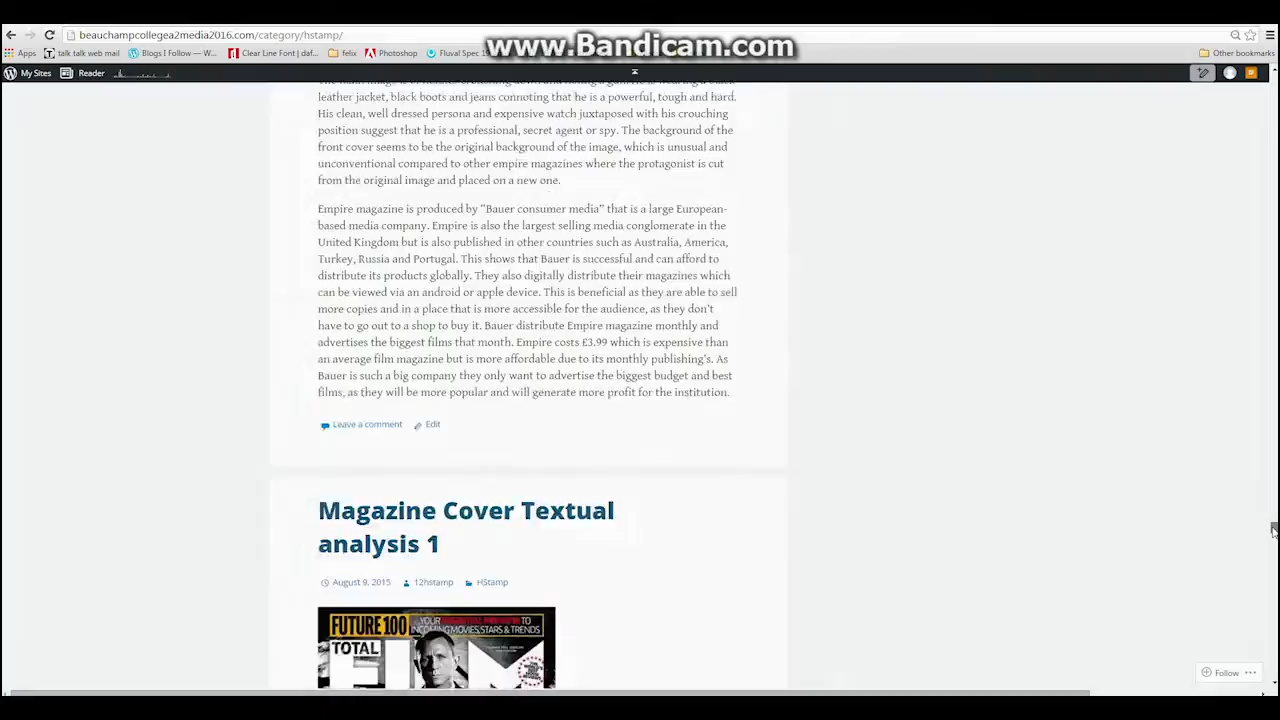 beauchampcollegea2media2016.com/category/hstamp/
www.Bandicam.com
Apps talk talk web mail Blogs I Follow — W... Clear Line Font | daf... felix Photoshop Fluval Spec Other bookmarks
My Sites Reader
leather jacket, black boots and jeans connoting that he is a powerful, tough and hard.
His clean, well dressed persona and expensive watch juxtaposed with his crouching
position suggest that he is a professional, secret agent or spy. The background of the
front cover seems to be the original background of the image, which is unusual and
unconventional compared to other empire magazines where the protagonist is cut
from the original image and placed on a new one.
Empire magazine is produced by “Bauer consumer media” that is a large European-
based media company. Empire is also the largest selling media conglomerate in the
United Kingdom but is also published in other countries such as Australia, America,
Turkey, Russia and Portugal. This shows that Bauer is successful and can afford to
distribute its products globally. They also digitally distribute their magazines which
can be viewed via an android or apple device. This is beneficial as they are able to sell
more copies and in a place that is more accessible for the audience, as they don’t
have to go out to a shop to buy it. Bauer distribute Empire magazine monthly and
advertises the biggest films that month. Empire costs £3.99 which is expensive than
an average film magazine but is more affordable due to its monthly publishing’s. As
Bauer is such a big company they only want to advertise the biggest budget and best
films, as they will be more popular and will generate more profit for the institution.
Leave a comment Edit
Magazine Cover Textual
analysis 1
August 9, 2015 12hstamp HStamp
FUTURE 100 YOUR ESSENTIAL PREVIEW TO
INCOMING MOVIES, STARS & TRENDS
TOTAL
FILM
Follow